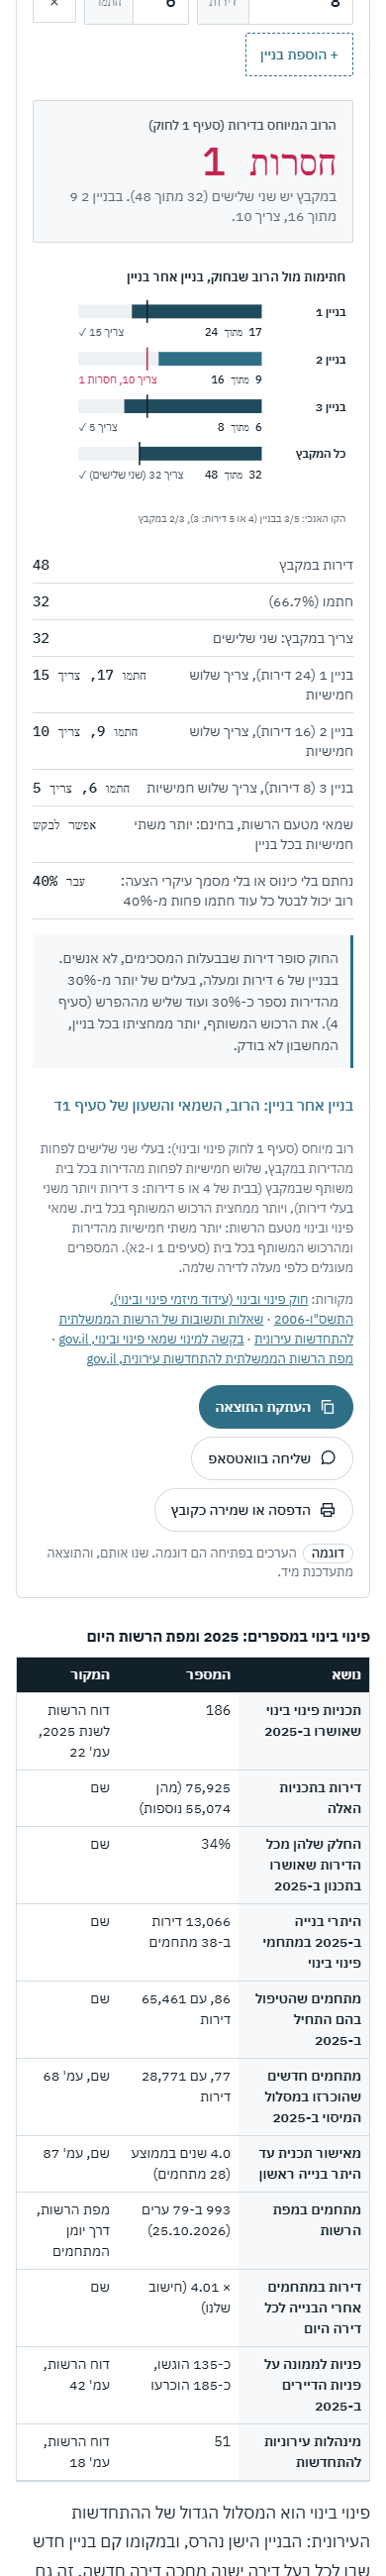 8 דירות 6 חתמו ×
+ הוספת בניין
הרוב המיוחס בדירות (סעיף 1 לחוק)
חסרות 1
במקבץ יש שני שלישים (32 מתוך 48). בבניין 2 9
מתוך 16, צריך 10.
חתימות מול הרוב שבחוק, בניין אחר בניין
בניין 1
17 מתוך 24 צריך 15 ✓
בניין 2
9 מתוך 16 צריך 10, חסרות 1
בניין 3
6 מתוך 8 צריך 5 ✓
כל המקבץ
32 מתוך 48 צריך 32 (שני שלישים) ✓
הקו האנכי: 3/5 בבניין (4 או 5 דירות: 3), 2/3 במקבץ
דירות במקבץ 48
חתמו (66.7%) 32
צריך במקבץ: שני שלישים 32
בניין 1 (24 דירות), צריך שלוש חתמו 17, צריך 15
חמישיות
בניין 2 (16 דירות), צריך שלוש חתמו 9, צריך 10
חמישיות
בניין 3 (8 דירות), צריך שלוש חמישיות חתמו 6, צריך 5
שמאי מטעם הרשות, בחינם: יותר משתי אפשר לבקש
חמישיות בכל בניין
נחתם בלי כינוס או בלי מסמך עיקרי הצעה: עבר 40%
רוב יכול לבטל כל עוד חתמו פחות מ-40%
החוק סופר דירות שבבעלות המסכימים, לא אנשים.
בבניין של 6 דירות ומעלה, בעלים של יותר מ-30%
מהדירות נספר כ-30% ועוד שליש מההפרש (סעיף
4). את הרכוש המשותף, יותר ממחציתו בכל בניין,
המחשבון לא בודק.
בניין אחר בניין: הרוב, השמאי והשעון של סעיף 1ד
רוב מיוחס (סעיף 1 לחוק פינוי ובינוי): בעלי שני שלישים לפחות
מהדירות במקבץ, שלוש חמישיות לפחות מהדירות בכל בית
משותף שבמקבץ (בבית של 4 או 5 דירות: 3 דירות ויותר משני
בעלי דירות), ויותר ממחצית הרכוש המשותף בכל בית. שמאי
פינוי ובינוי מטעם הרשות: יותר משתי חמישיות מהדירות
ומהרכוש המשותף בכל בית (סעיפים 1 ו-2א). המספרים
מעוגלים כלפי מעלה לדירה שלמה.
מקורות: חוק פינוי ובינוי (עידוד מיזמי פינוי ובינוי),
התשס"ו-2006 · שאלות ותשובות של הרשות הממשלתית
להתחדשות עירונית · בקשה למינוי שמאי פינוי ובינוי, gov.il ·
מפת הרשות הממשלתית להתחדשות עירונית, gov.il
העתקת התוצאה
שליחה בוואטסאפ
הדפסה או שמירה כקובץ
דוגמה הערכים בפתיחה הם דוגמה. שנו אותם, והתוצאה
מתעדכנת מיד.
פינוי בינוי במספרים: 2025 ומפת הרשות היום
נושא המספר המקור
תכניות פינוי בינוי 186 דוח הרשות
שאושרו ב-2025 לשנת 2025,
עמ' 22
דירות בתכניות 75,925 (מהן שם
האלה 55,074 נוספות)
החלק שלהן מכל 34% שם
הדירות שאושרו
בתכנון ב-2025
היתרי בנייה 13,066 דירות שם
ב-2025 במתחמי ב-38 מתחמים
פינוי בינוי
מתחמים שהטיפול 86, עם 65,461 שם
בהם התחיל דירות
ב-2025
מתחמים חדשים 77, עם 28,771 שם, עמ' 68
שהוכרזו במסלול דירות
המיסוי ב-2025
מאישור תכנית עד 4.0 שנים בממוצע שם, עמ' 87
היתר בנייה ראשון (28 מתחמים)
מתחמים במפת 993 ב-79 ערים מפת הרשות,
הרשות (25.10.2026) דרך יומן
המתחמים
דירות במתחמים × 4.01 (חישוב שם
אחרי הבנייה לכל שלנו)
דירה היום
פניות לממונה על כ-135 הוגשו, דוח הרשות,
פניות הדיירים כ-185 הוכרעו עמ' 42
ב-2025
מינהלות עירוניות 51 דוח הרשות,
להתחדשות עמ' 18
פינוי בינוי הוא המסלול הגדול של ההתחדשות
העירונית: הבניין הישן נהרס, ובמקומו קם בניין חדש
שבו לכל בעל דירה ישנה מחכה דירה חדשה. זה גם